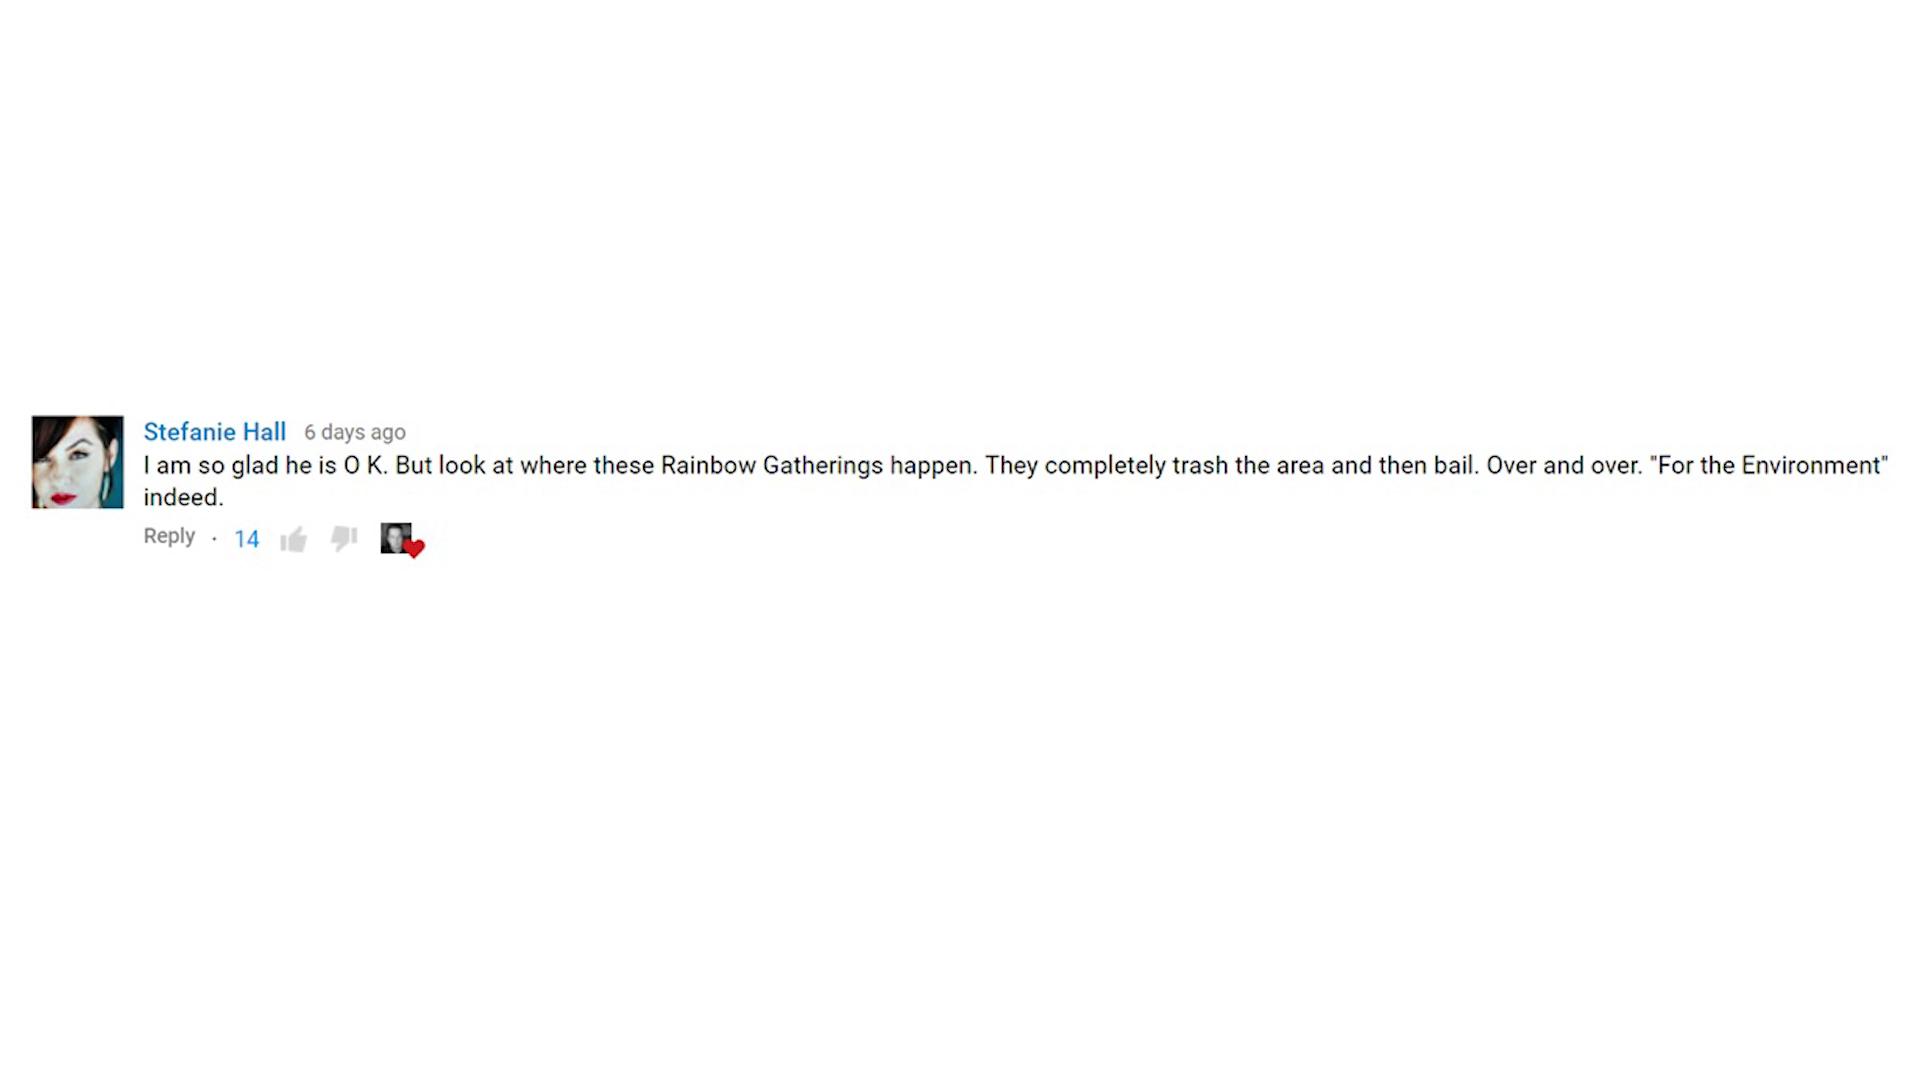 Stefanie Hall 6 days ago
I am so glad he is O K. But look at where these Rainbow Gatherings happen. They completely trash the area and then bail. Over and over. "For the Environment"
indeed.
Reply · 14